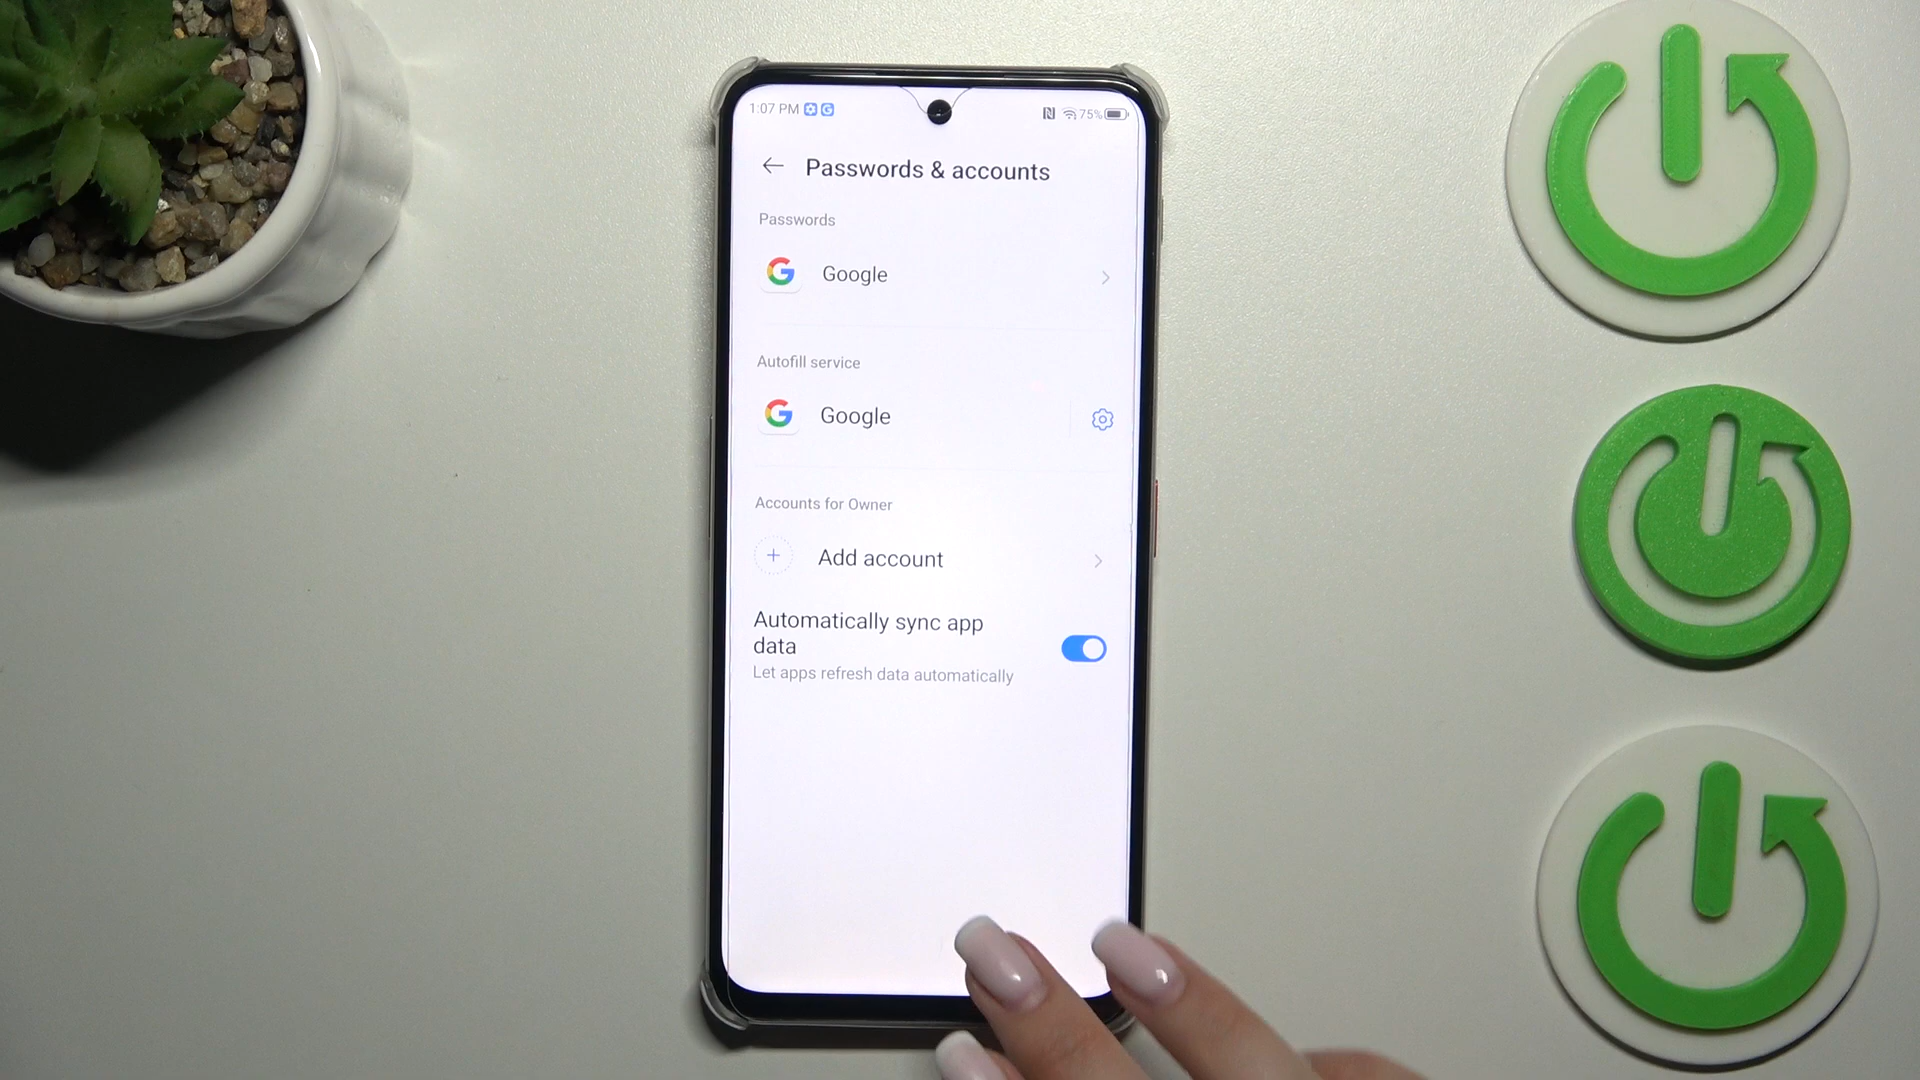 1:07 PM
75%
Passwords & accounts
Passwords
Google
Autofill service
Google
Accounts for Owner
Add account
Automatically sync app
data
Let apps refresh data automatically